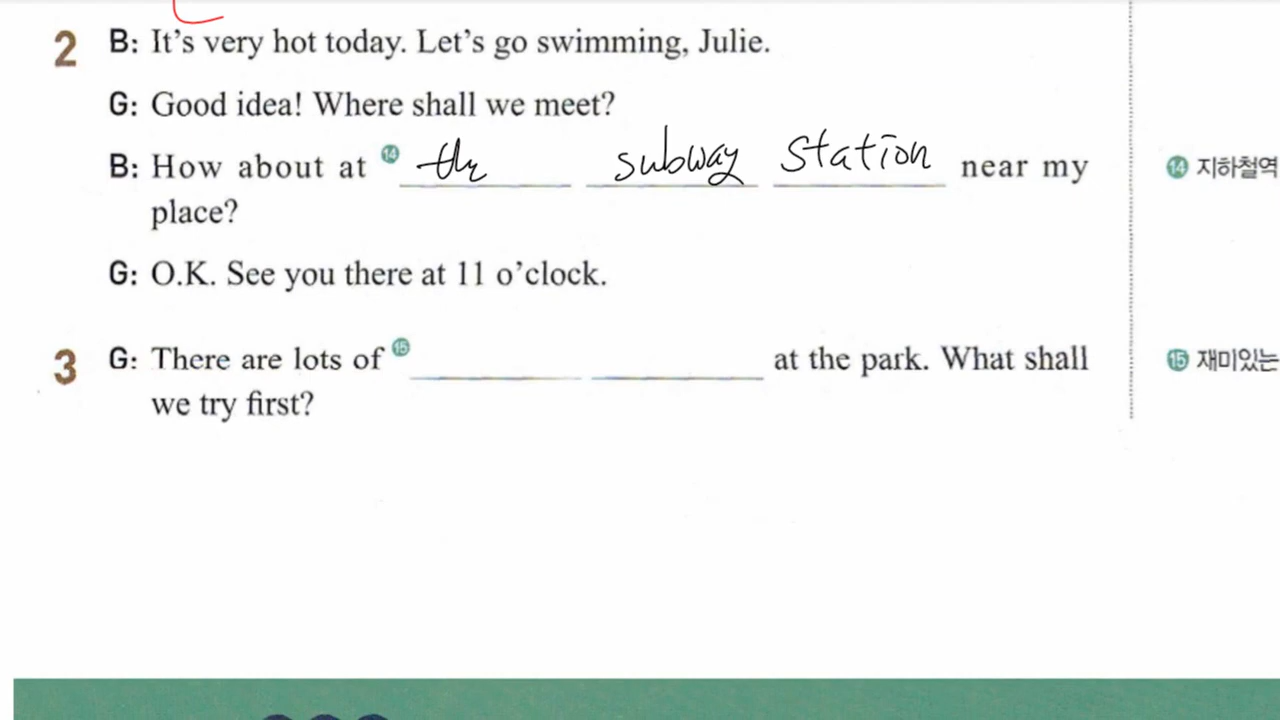 2 B: It's very hot today. Let's go swimming, Julie.
G: Good idea! Where shall we meet?
B: How about at ⑭ the subway station near my
⑭ 지하철역
place?
G: O.K. See you there at 11 o'clock.
3 G: There are lots of ⑮ at the park. What shall
⑮ 재미있는
we try first?